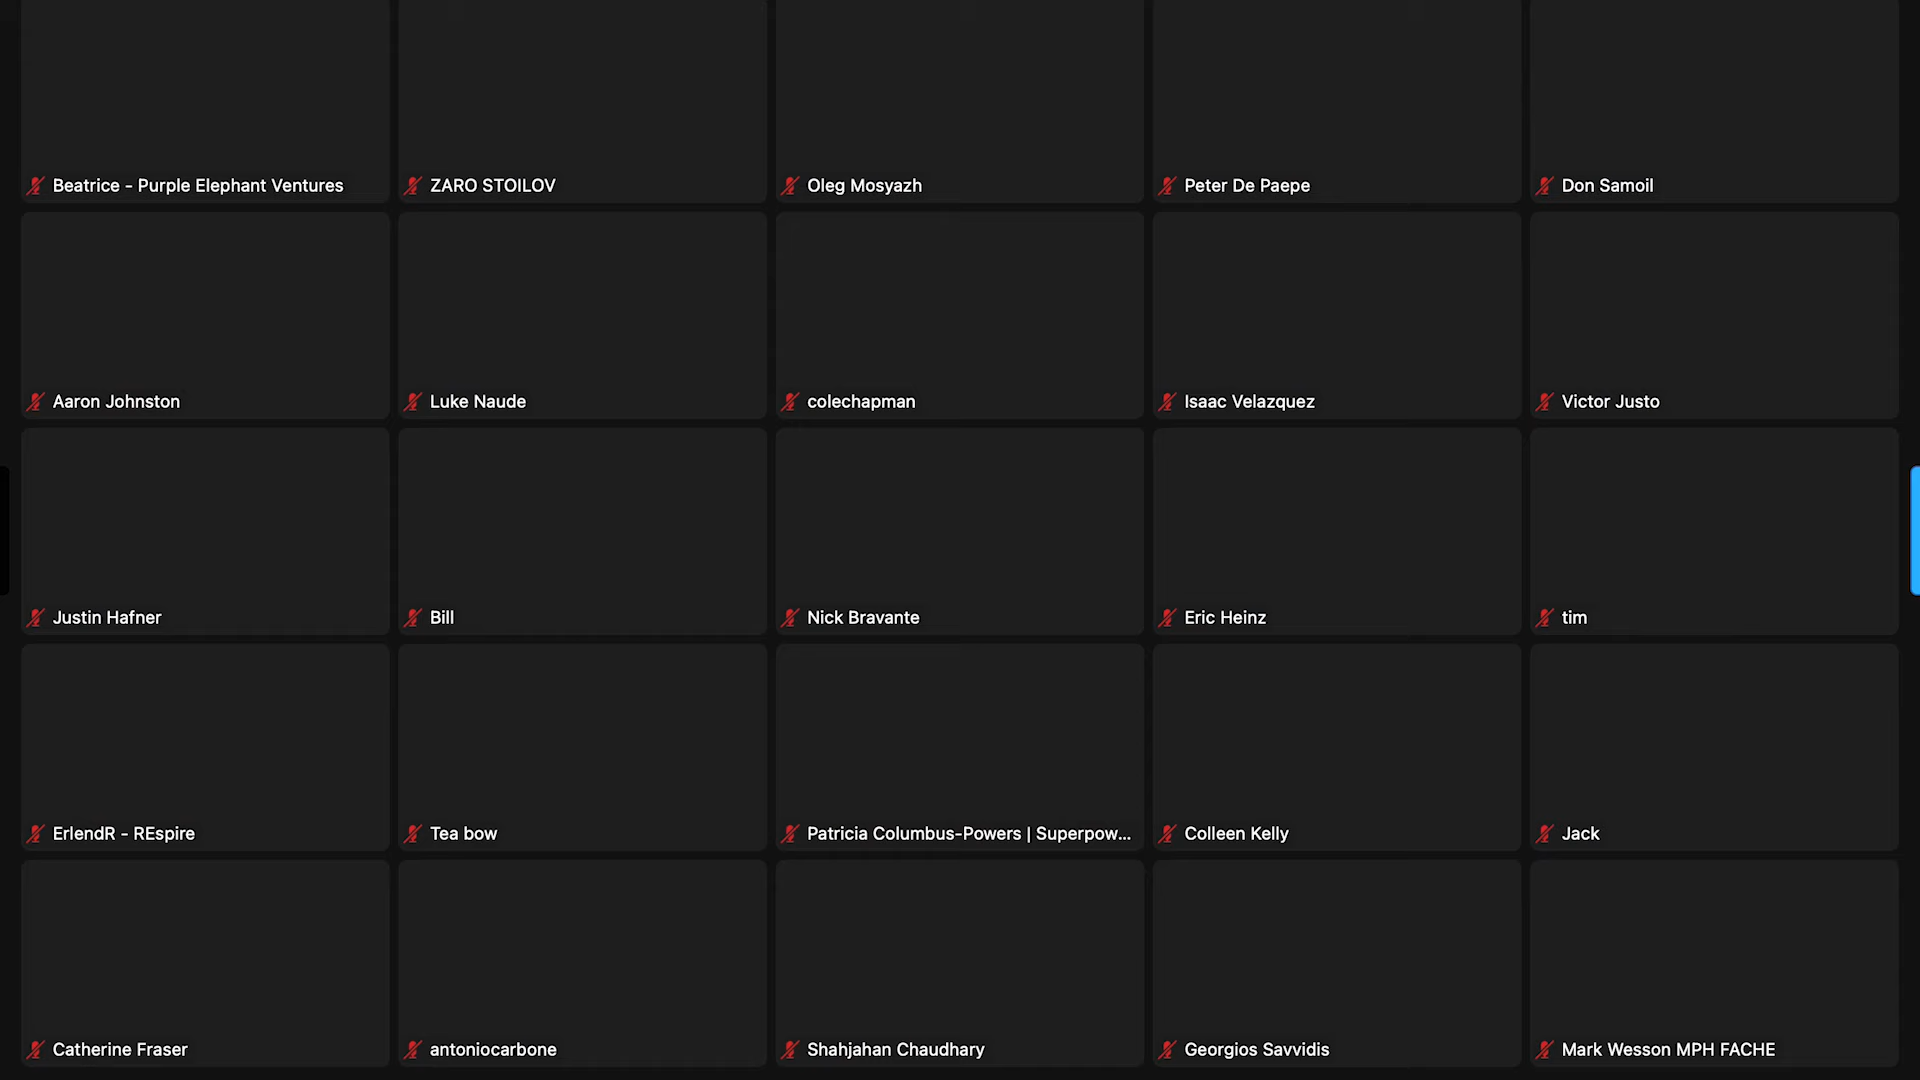 Beatrice - Purple Elephant Ventures
ZARO STOILOV
Oleg Mosyazh
Peter De Paepe
Don Samoil
Aaron Johnston
Luke Naude
colechapman
Isaac Velazquez
Victor Justo
Justin Hafner
Bill
Nick Bravante
Eric Heinz
tim
ErlendR - REspire
Tea bow
Patricia Columbus-Powers | Superpow...
Colleen Kelly
Jack
Catherine Fraser
antoniocarbone
Shahjahan Chaudhary
Georgios Savvidis
Mark Wesson MPH FACHE